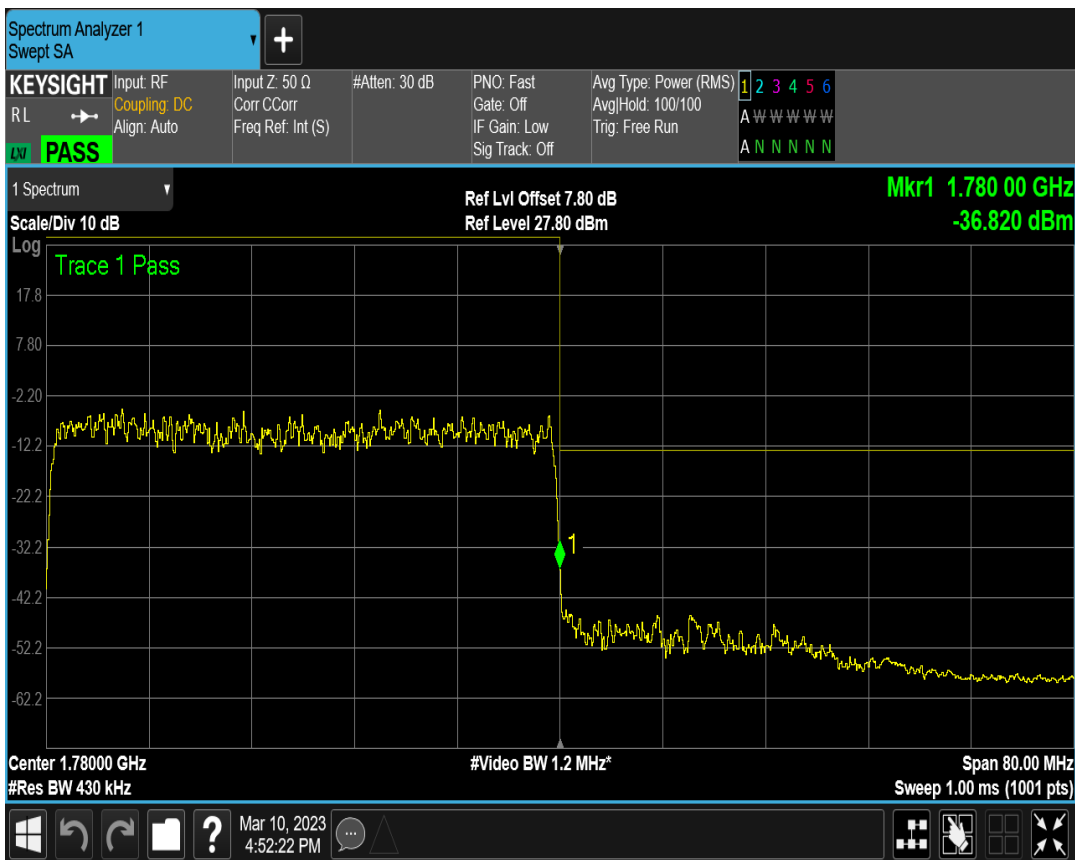 Spectrum Analyzer 1
Swept SA
KEYSIGHT
RL
LXI PASS
Input: RF
Coupling: DC
Align: Auto
Input Z: 50 Ω
Corr CCorr
Freq Ref: Int (S)
#Atten: 30 dB
PNO: Fast
Gate: Off
IF Gain: Low
Sig Track: Off
Avg Type: Power (RMS)
Avg|Hold: 100/100
Trig: Free Run
1 2 3 4 5 6
A W W W W W
A N N N N N
1 Spectrum
Scale/Div 10 dB
Ref Lvl Offset 7.80 dB
Ref Level 27.80 dBm
Mkr1 1.780 00 GHz
-36.820 dBm
Log
Trace 1 Pass
17.8
7.80
-2.20
-12.2
-22.2
-32.2
1
-42.2
-52.2
-62.2
Center 1.78000 GHz
#Res BW 430 kHz
#Video BW 1.2 MHz*
Span 80.00 MHz
Sweep 1.00 ms (1001 pts)
?
Mar 10, 2023
4:52:22 PM